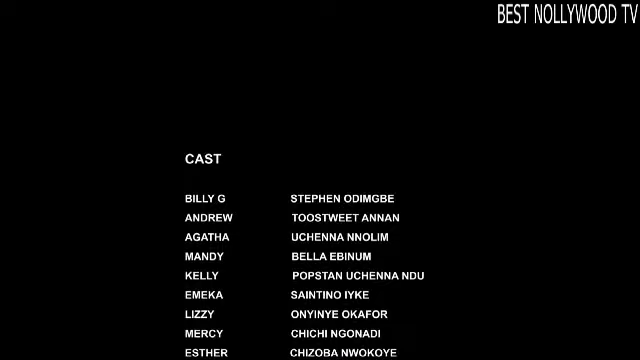 BEST NOLLYWOOD TV
CAST
BILLY G STEPHEN ODIMGBE
ANDREW TOOSTWEET ANNAN
AGATHA UCHENNA NNOLIM
MANDY BELLA EBINUM
KELLY POPSTAN UCHENNA NDU
EMEKA SAINTINO IYKE
LIZZY ONYINYE OKAFOR
MERCY CHICHI NGONADI
ESTHER CHIZOBA NWOKOYE